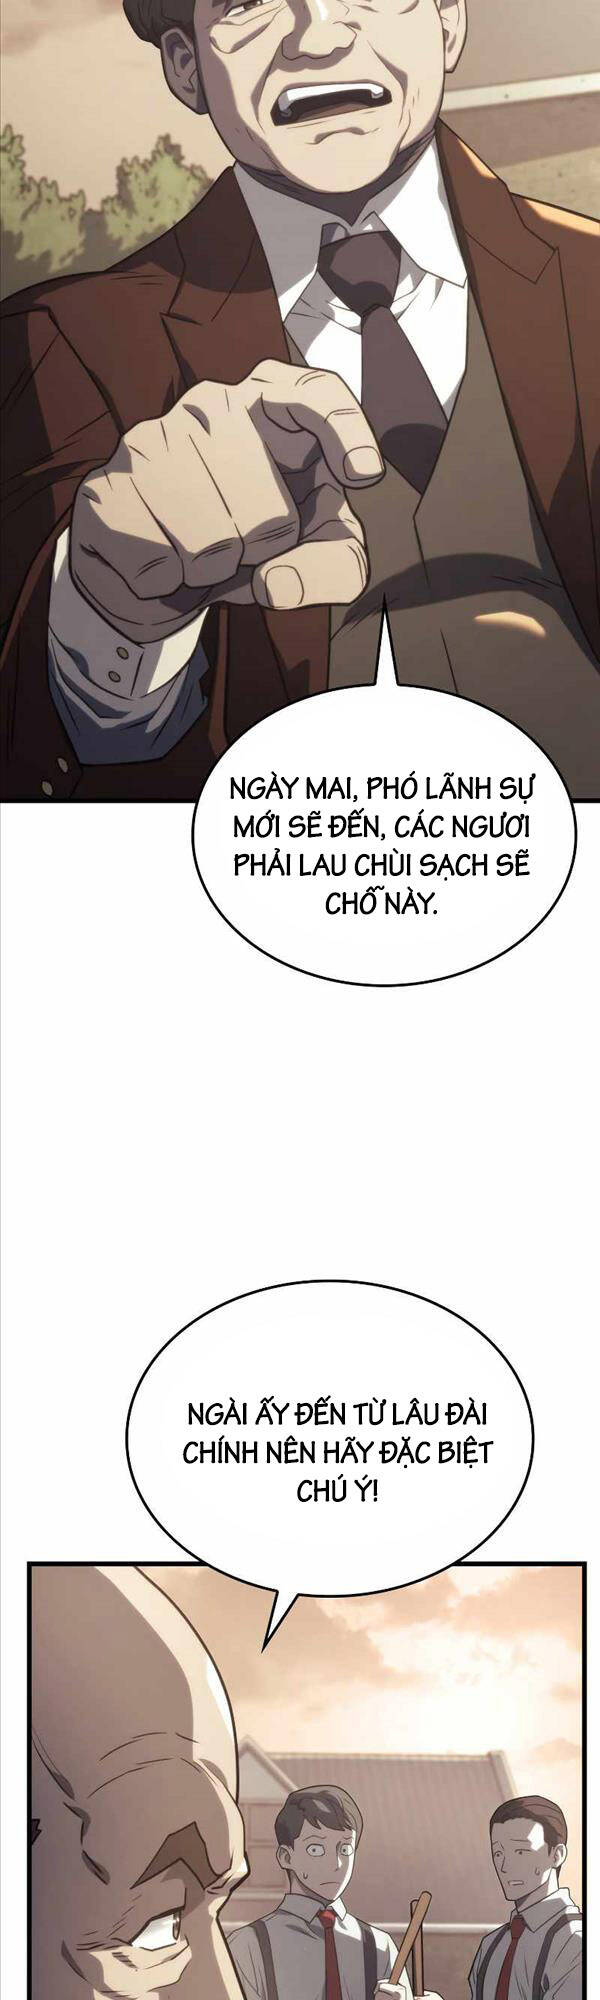 NGÀY MAI, PHÓ LÃNH SỰ
MỚI SẼ ĐẾN, CÁC NGƯƠI
PHẢI LAU CHÙI SẠCH SẼ
CHỖ NÀY.
NGÀI ẤY ĐẾN TỪ LÂU ĐÀI
CHÍNH NÊN HÃY ĐẶC BIỆT
CHÚ Ý!